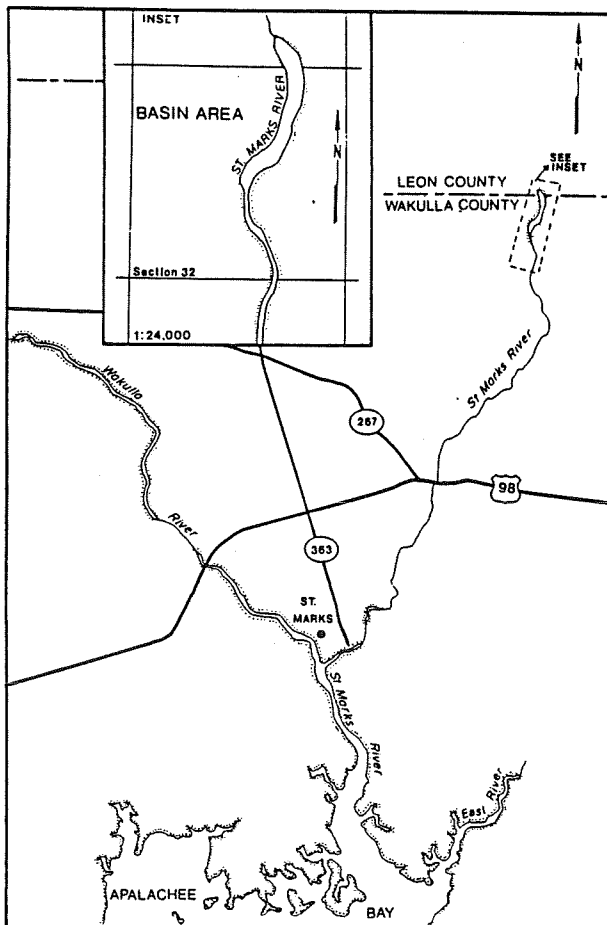 INSET
BASIN AREA
ST. MARKS RIVER
N
Section 32
1:24,000
N
SEE
INSET
LEON COUNTY
WAKULLA COUNTY
St Marks River
Wakulla
River
267
98
363
ST.
MARKS
St Marks
River
East River
APALACHEE
BAY